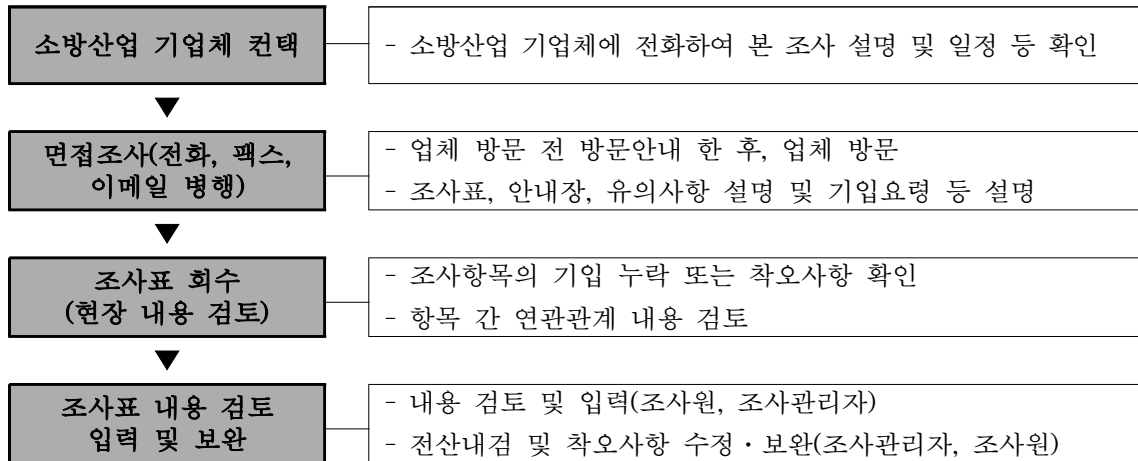 소방산업 기업체 컨택
- 소방산업 기업체에 전화하여 본 조사 설명 및 일정 등 확인
▼
면접조사(전화, 팩스,
이메일 병행)
- 업체 방문 전 방문안내 한 후, 업체 방문
- 조사표, 안내장, 유의사항 설명 및 기입요령 등 설명
▼
조사표 회수
(현장 내용 검토)
- 조사항목의 기입 누락 또는 착오사항 확인
- 항목 간 연관관계 내용 검토
▼
조사표 내용 검토
입력 및 보완
- 내용 검토 및 입력(조사원, 조사관리자)
- 전산내검 및 착오사항 수정・보완(조사관리자, 조사원)